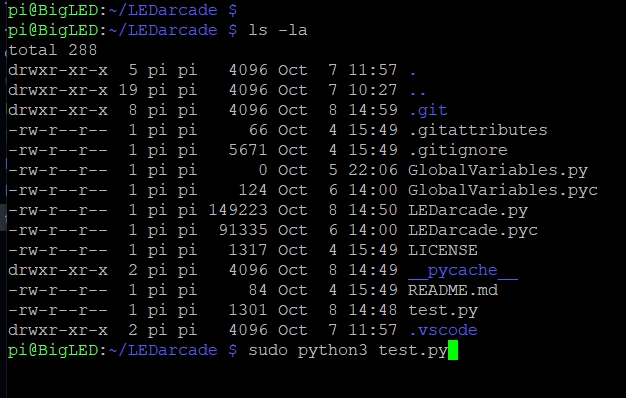 pi@BigLED:~/LEDarcade $
pi@BigLED:~/LEDarcade $ ls -la
total 288
drwxr-xr-x  5 pi pi   4096 Oct  7 11:57 .
drwxr-xr-x 19 pi pi   4096 Oct  7 10:27 ..
drwxr-xr-x  8 pi pi   4096 Oct  8 14:59 .git
-rw-r--r--  1 pi pi     66 Oct  4 15:49 .gitattributes
-rw-r--r--  1 pi pi   5671 Oct  4 15:49 .gitignore
-rw-r--r--  1 pi pi      0 Oct  5 22:06 GlobalVariables.py
-rw-r--r--  1 pi pi    124 Oct  6 14:00 GlobalVariables.pyc
-rw-r--r--  1 pi pi 149223 Oct  8 14:50 LEDarcade.py
-rw-r--r--  1 pi pi  91335 Oct  6 14:00 LEDarcade.pyc
-rw-r--r--  1 pi pi   1317 Oct  4 15:49 LICENSE
drwxr-xr-x  2 pi pi   4096 Oct  8 14:49 __pycache__
-rw-r--r--  1 pi pi     84 Oct  4 15:49 README.md
-rw-r--r--  1 pi pi   1301 Oct  8 14:48 test.py
drwxr-xr-x  2 pi pi   4096 Oct  7 11:57 .vscode
pi@BigLED:~/LEDarcade $ sudo python3 test.py